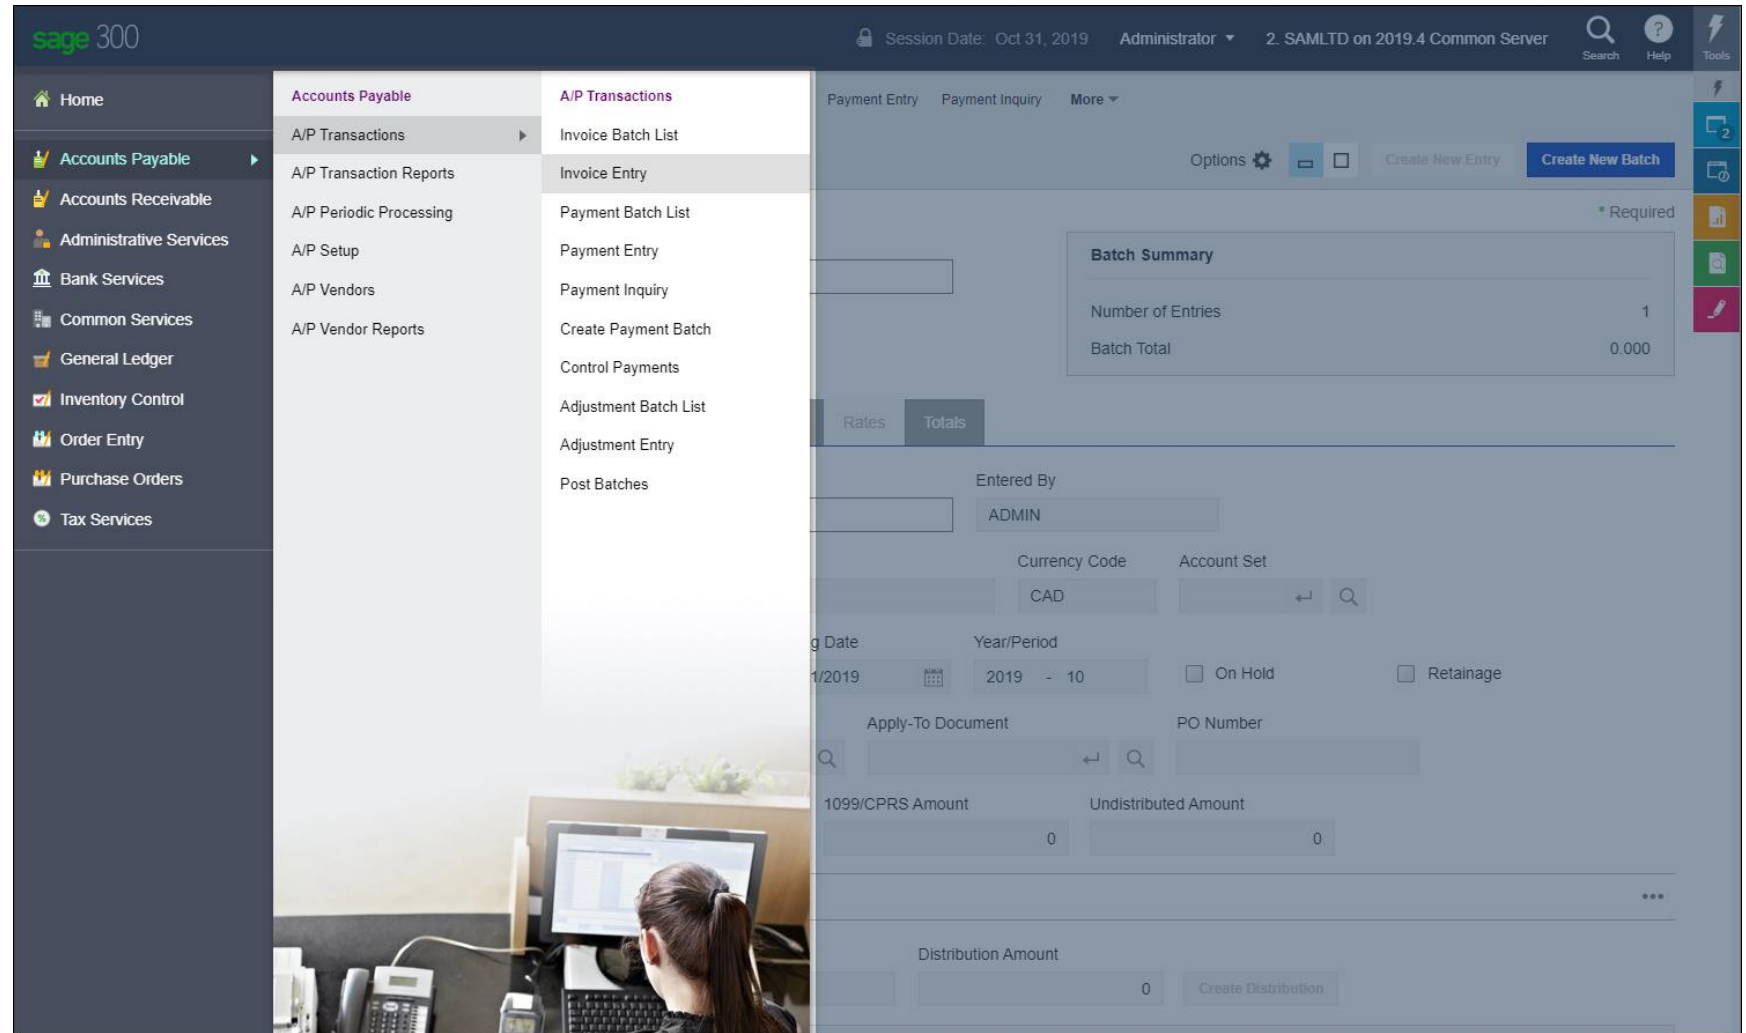 sage 300
Session Date: Oct 31, 2019
Administrator
2. SAMLTD on 2019.4 Common Server
Search
Help
Tools
Home
Accounts Payable
Accounts Receivable
Administrative Services
Bank Services
Common Services
General Ledger
Inventory Control
Order Entry
Purchase Orders
Tax Services
Accounts Payable
A/P Transactions
A/P Transaction Reports
A/P Periodic Processing
A/P Setup
A/P Vendors
A/P Vendor Reports
A/P Transactions
Invoice Batch List
Invoice Entry
Payment Batch List
Payment Entry
Payment Inquiry
Create Payment Batch
Control Payments
Adjustment Batch List
Adjustment Entry
Post Batches
Payment Entry Payment Inquiry More
Options Create New Entry Create New Batch
2
* Required
Batch Summary
Number of Entries 1
Batch Total 0.000
Rates Totals
Entered By
ADMIN
Currency Code Account Set
CAD
g Date Year/Period
1/2019 2019 - 10 On Hold Retainage
Apply-To Document PO Number
1099/CPRS Amount Undistributed Amount
0 0
Distribution Amount
0 Create Distribution